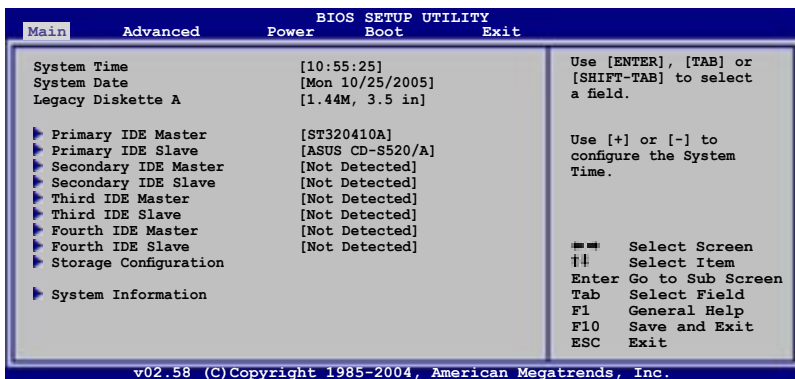 BIOS SETUP UTILITY
Main Advanced Power Boot Exit
System Time [10:55:25]
System Date [Mon 10/25/2005]
Legacy Diskette A [1.44M, 3.5 in]
Primary IDE Master [ST320410A]
Primary IDE Slave [ASUS CD-S520/A]
Secondary IDE Master [Not Detected]
Secondary IDE Slave [Not Detected]
Third IDE Master [Not Detected]
Third IDE Slave [Not Detected]
Fourth IDE Master [Not Detected]
Fourth IDE Slave [Not Detected]
Storage Configuration
System Information
Use [ENTER], [TAB] or
[SHIFT-TAB] to select
a field.
Use [+] or [-] to
configure the System
Time.
Select Screen
Select Item
Enter Go to Sub Screen
Tab Select Field
F1 General Help
F10 Save and Exit
ESC Exit
v02.58 (C)Copyright 1985-2004, American Megatrends, Inc.